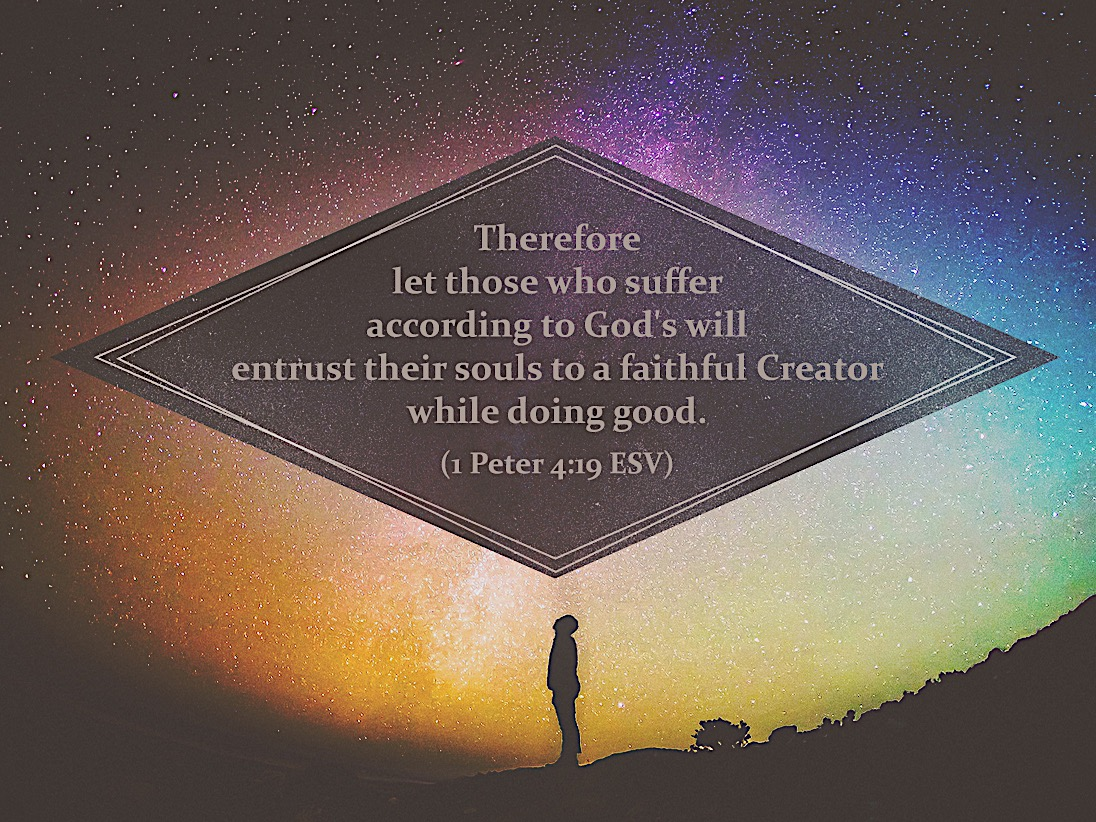 Therefore
let those who suffer
according to God's will
entrust their souls to a faithful Creator
while doing good.
(1 Peter 4:19 ESV)